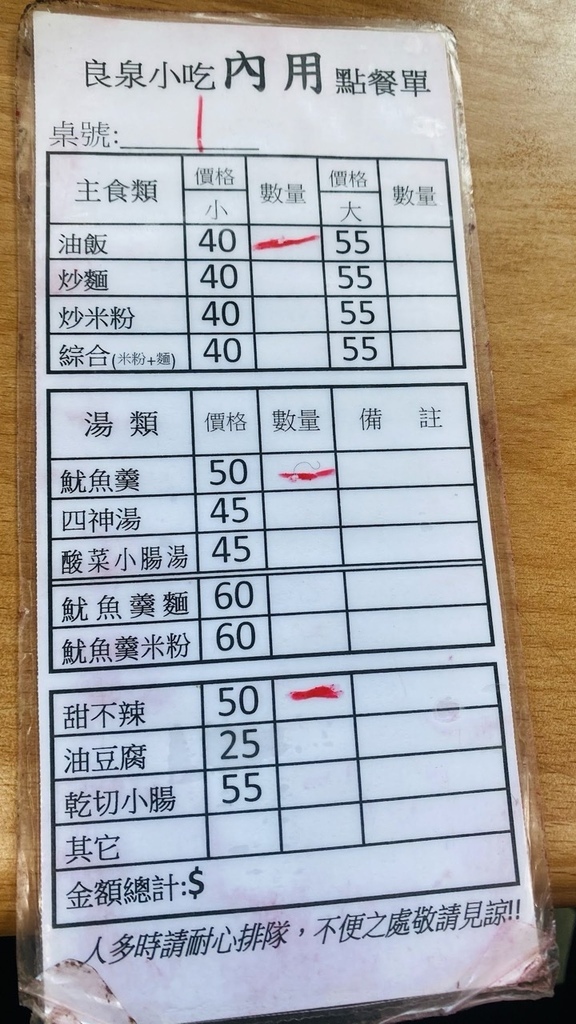 良泉小吃內用點餐單
桌號: 1
主食類 價格 小 數量 價格 大 數量
油飯 40 一 55
炒麵 40 55
炒米粉 40 55
綜合(米粉+麵) 40 55
湯類 價格 數量 備註
魷魚羹 50 一
四神湯 45
酸菜小腸湯 45
魷魚羹麵 60
魷魚羹米粉 60
甜不辣 50 一
油豆腐 25
乾切小腸 55
其它
金額總計:$
人多時請耐心排隊，不便之處敬請見諒!!